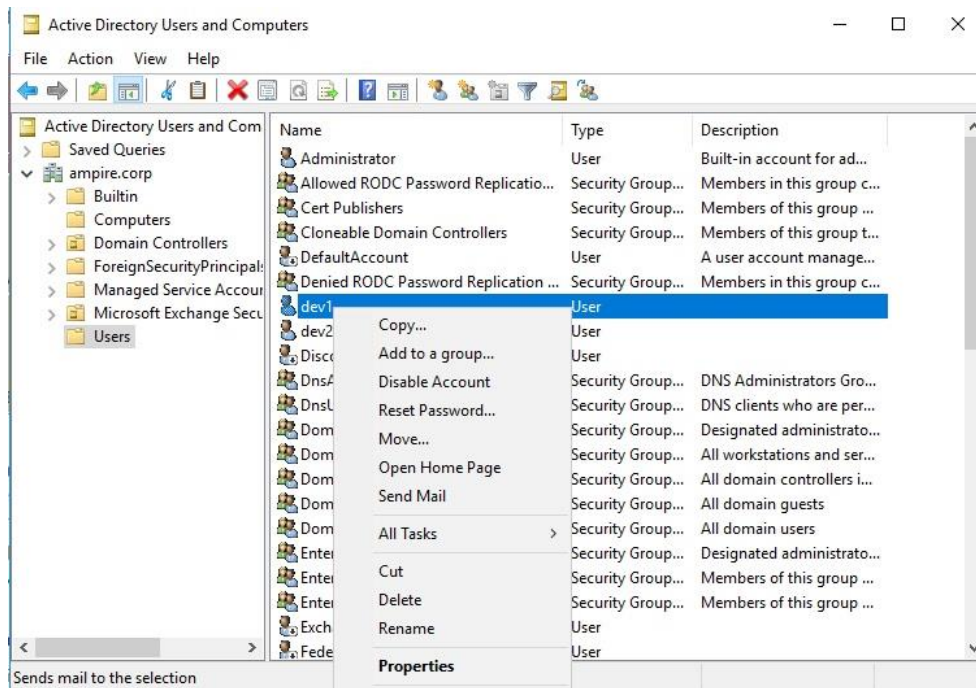 Active Directory Users and Computers
File Action View Help
Active Directory Users and Com
Saved Queries
ampire.corp
Builtin
Computers
Domain Controllers
ForeignSecurityPrincipals
Managed Service Accour
Microsoft Exchange Secu
Users
Name Type Description
Administrator User Built-in account for ad...
Allowed RODC Password Replicatio... Security Group... Members in this group c...
Cert Publishers Security Group... Members of this group ...
Cloneable Domain Controllers Security Group... Members of this group t...
DefaultAccount User A user account manage...
Denied RODC Password Replication ... Security Group... Members in this group c...
dev1 User
dev2 User
Disco User
DnsA Security Group... DNS Administrators Gro...
DnsU Security Group... DNS clients who are per...
Dom Security Group... Designated administrato...
Dom Security Group... All workstations and ser...
Dom Security Group... All domain controllers i...
Dom Security Group... All domain guests
Dom Security Group... All domain users
Enter Security Group... Designated administrato...
Enter Security Group... Members of this group ...
Enter Security Group... Members of this group ...
Exch User
Fede User
Copy...
Add to a group...
Disable Account
Reset Password...
Move...
Open Home Page
Send Mail
All Tasks
Cut
Delete
Rename
Properties
Sends mail to the selection